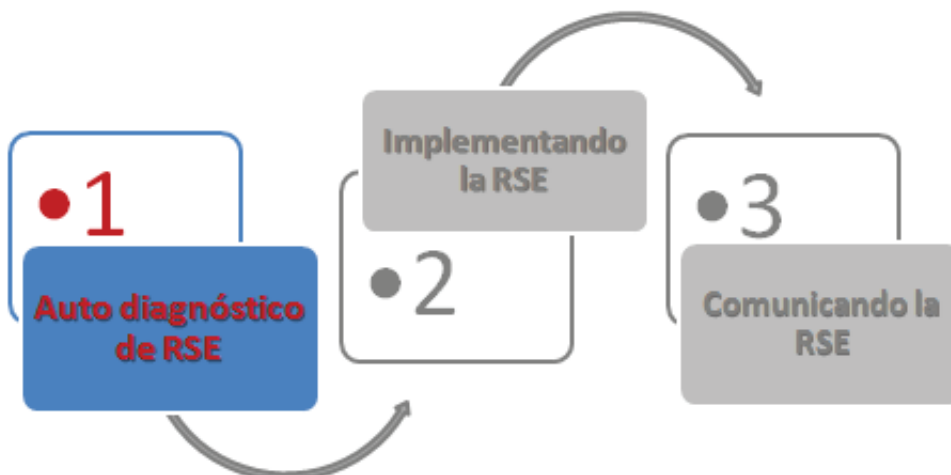 • 1
Auto diagnóstico
de RSE
Implementando
la RSE
• 2
• 3
Comunicando la
RSE